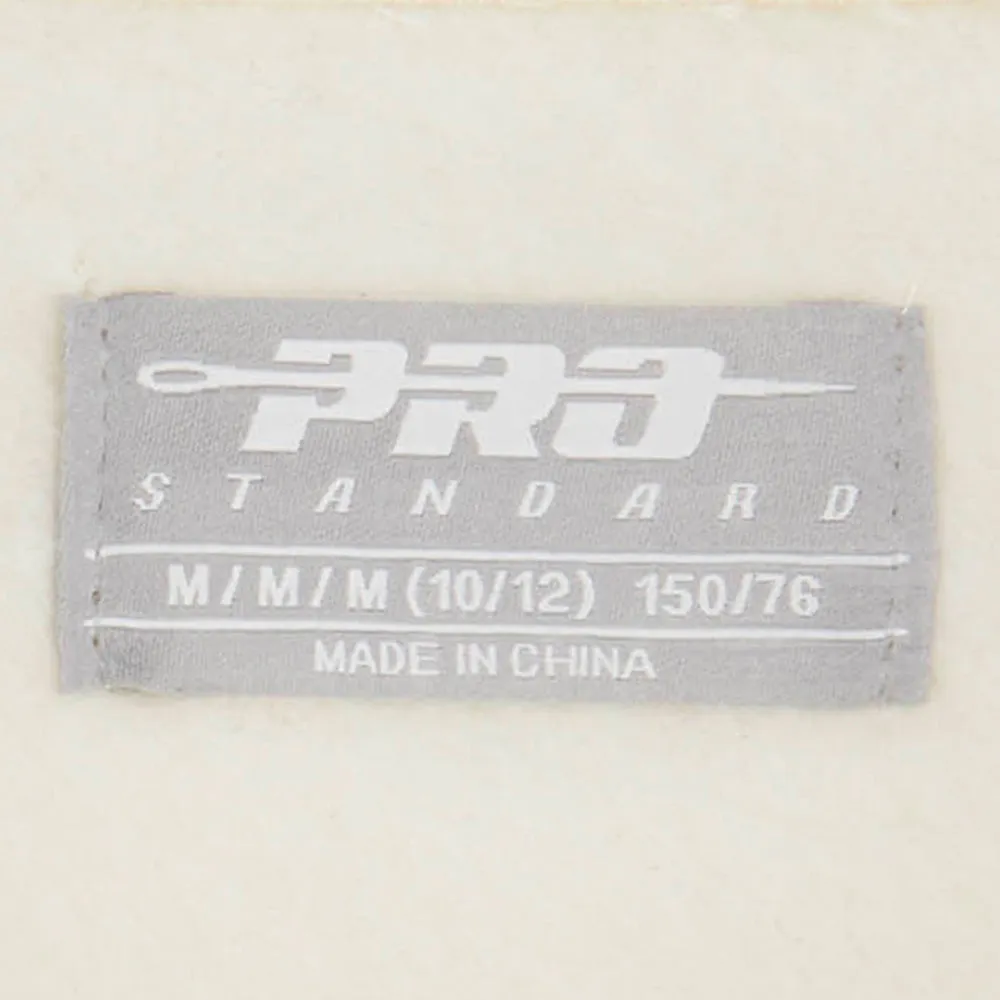 PRO
STANDARD
M/M/M (10/12) 150/76
MADE IN CHINA